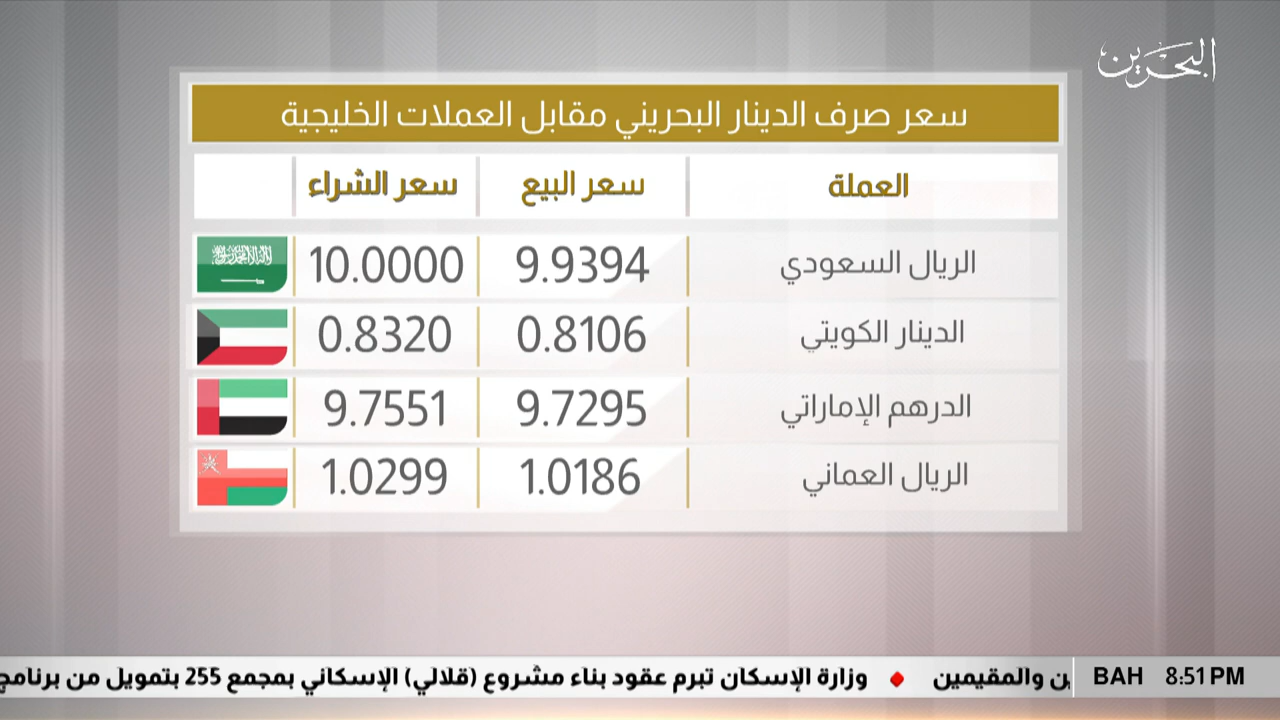 البحرين
سعر صرف الدينار البحريني مقابل العملات الخليجية
العملة سعر البيع سعر الشراء
الريال السعودي 9.9394 10.0000
الدينار الكويتي 0.8106 0.8320
الدرهم الإماراتي 9.7295 9.7551
الريال العماني 1.0186 1.0299
BAH 8:51 PM
ن والمقيمين • وزارة الإسكان تبرم عقود بناء مشروع (قلالي) الإسكاني بمجمع 255 بتمويل من برنامج